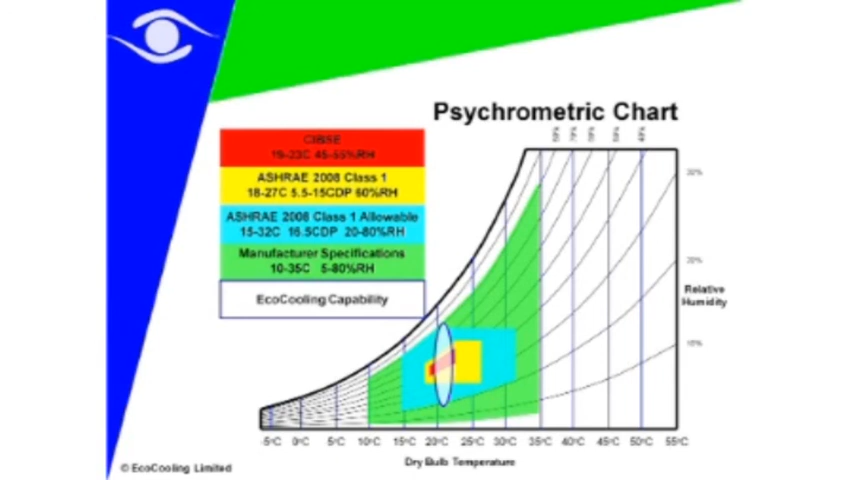 Psychrometric Chart
CIBSE
19-23C 45-55%RH
ASHRAE 2008 Class 1
18-27C 5.5-15CDP 60%RH
ASHRAE 2008 Class 1 Allowable
15-32C 16.5CDP 20-80%RH
Manufacturer Specifications
10-35C 5-80%RH
EcoCooling Capability
30%
20%
Relative
Humidity
10%
-5°C 0°C 5°C 10°C 15°C 20°C 25°C 30°C 35°C 40°C 45°C 50°C 55°C
Dry Bulb Temperature
© EcoCooling Limited